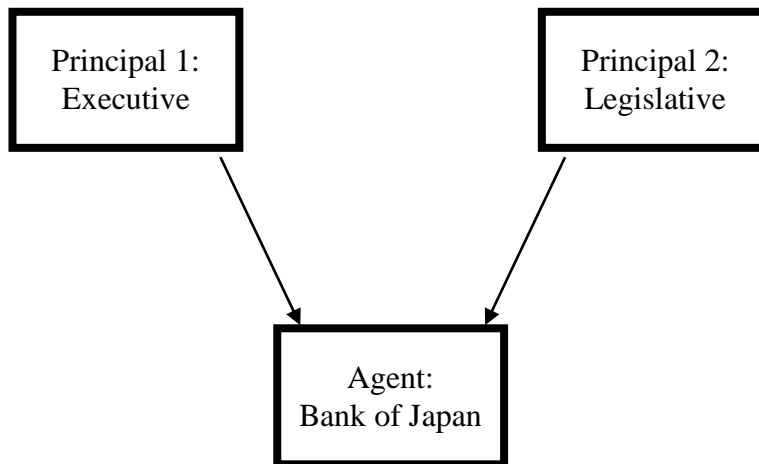 Principal 1:
Executive
Principal 2:
Legislative
Agent:
Bank of Japan